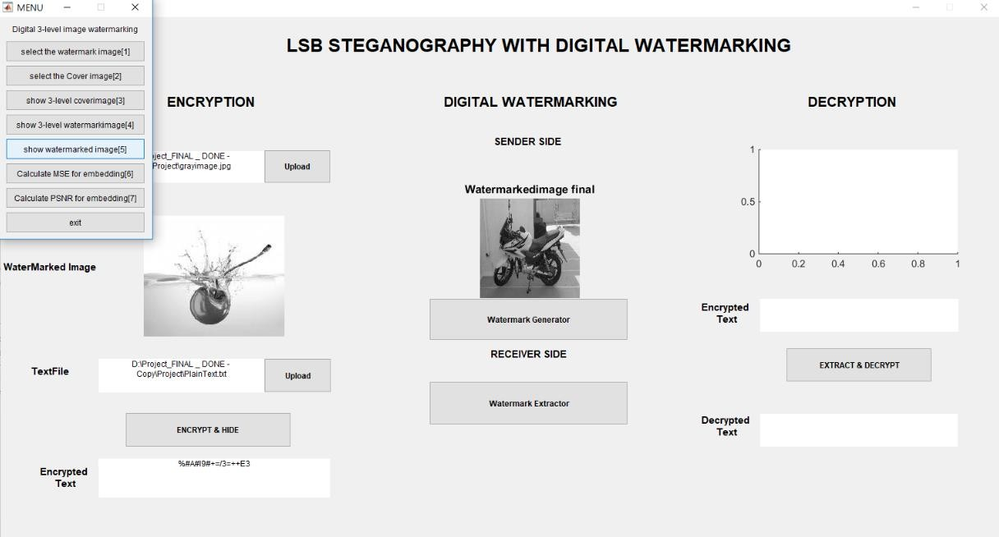 MENU
Digital 3-level image watermarking
select the watermark image[1]
select the Cover image[2]
show 3-level coverimage[3]
show 3-level watermarkimage[4]
show watermarked image[5]
Calculate MSE for embedding[6]
Calculate PSNR for embedding[7]
exit
LSB STEGANOGRAPHY WITH DIGITAL WATERMARKING
ENCRYPTION
_FINAL _ DONE -
Project\grayimage.jpg
Upload
WaterMarked Image
TextFile
D:\Project_FINAL _ DONE -
Copy\Project\PlainText.txt
Upload
ENCRYPT & HIDE
Encrypted
Text
%#A#I9#+=/3=++E3
DIGITAL WATERMARKING
SENDER SIDE
Watermarkedimage final
Watermark Generator
RECEIVER SIDE
Watermark Extractor
DECRYPTION
1
0.5
0
0 0.2 0.4 0.6 0.8 1
Encrypted
Text
EXTRACT & DECRYPT
Decrypted
Text